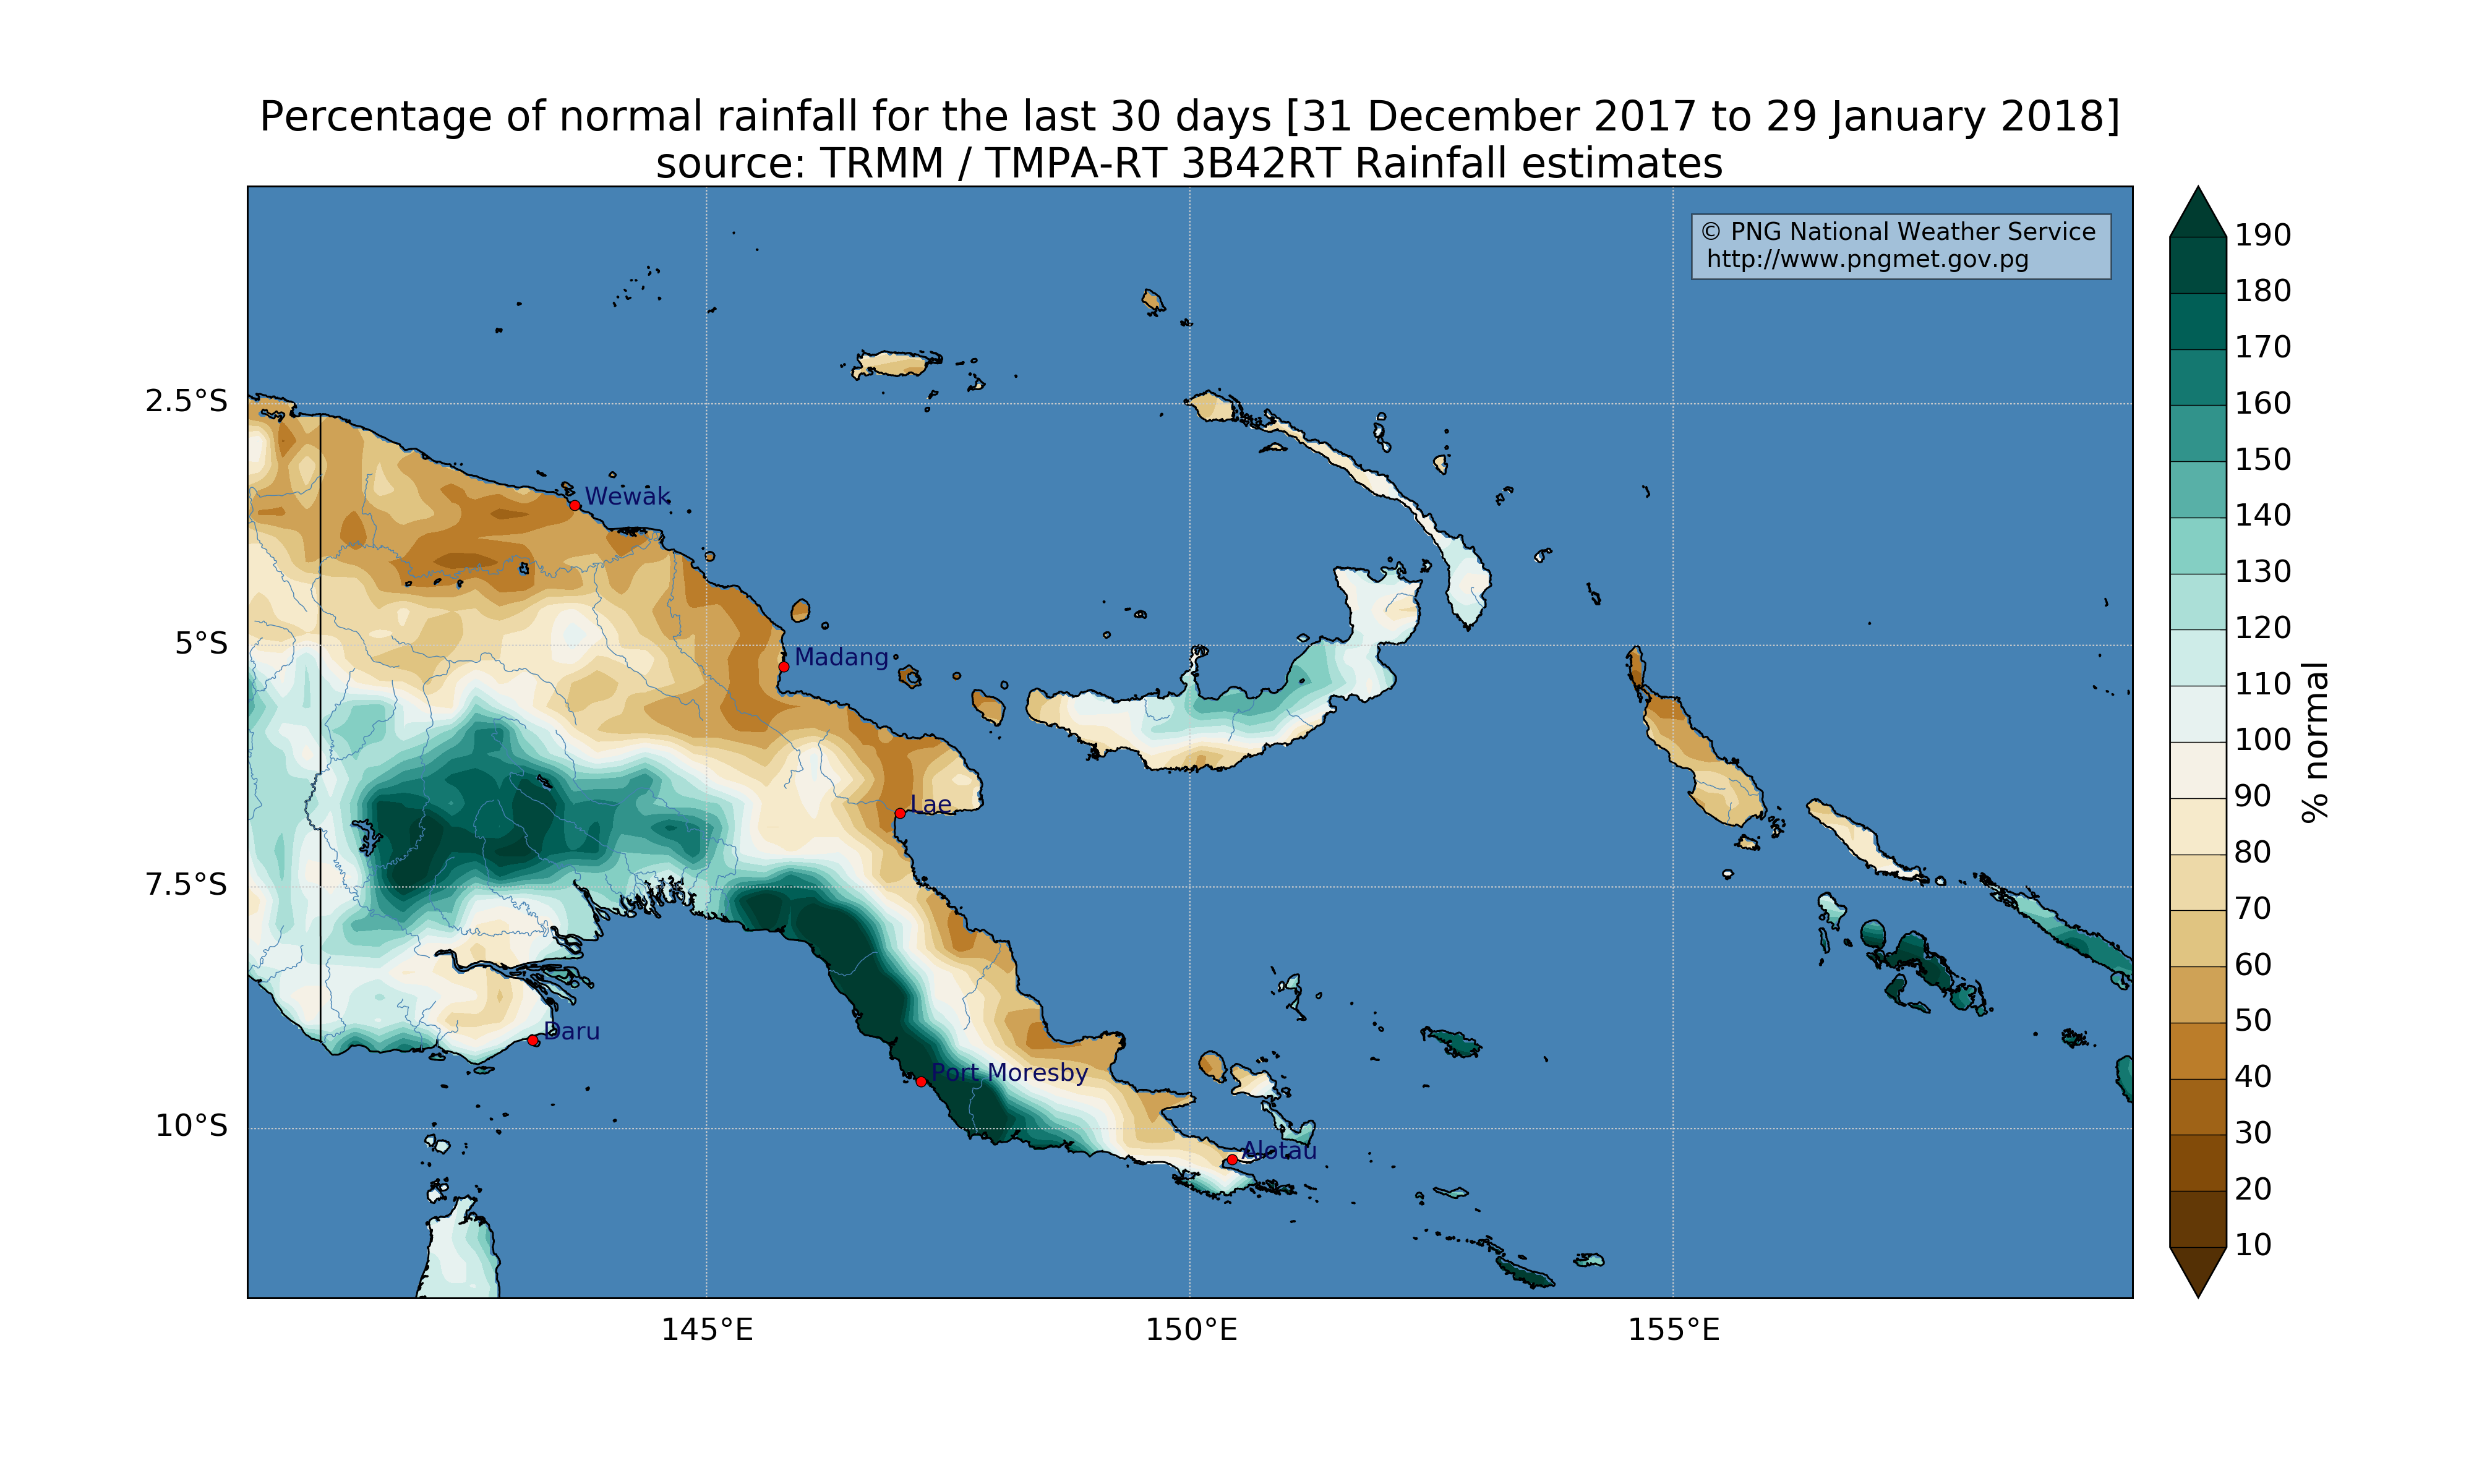 Percentage of normal rainfall for the last 30 days [31 December 2017 to 29 January 2018]
source: TRMM / TMPA-RT 3B42RT Rainfall estimates
© PNG National Weather Service
http://www.pngmet.gov.pg
2.5°S
5°S
7.5°S
10°S
Wewak
Madang
Lae
Daru
Port Moresby
Alotau
145°E
150°E
155°E
190
180
170
160
150
140
130
120
110
100
90
80
70
60
50
40
30
20
10
% normal